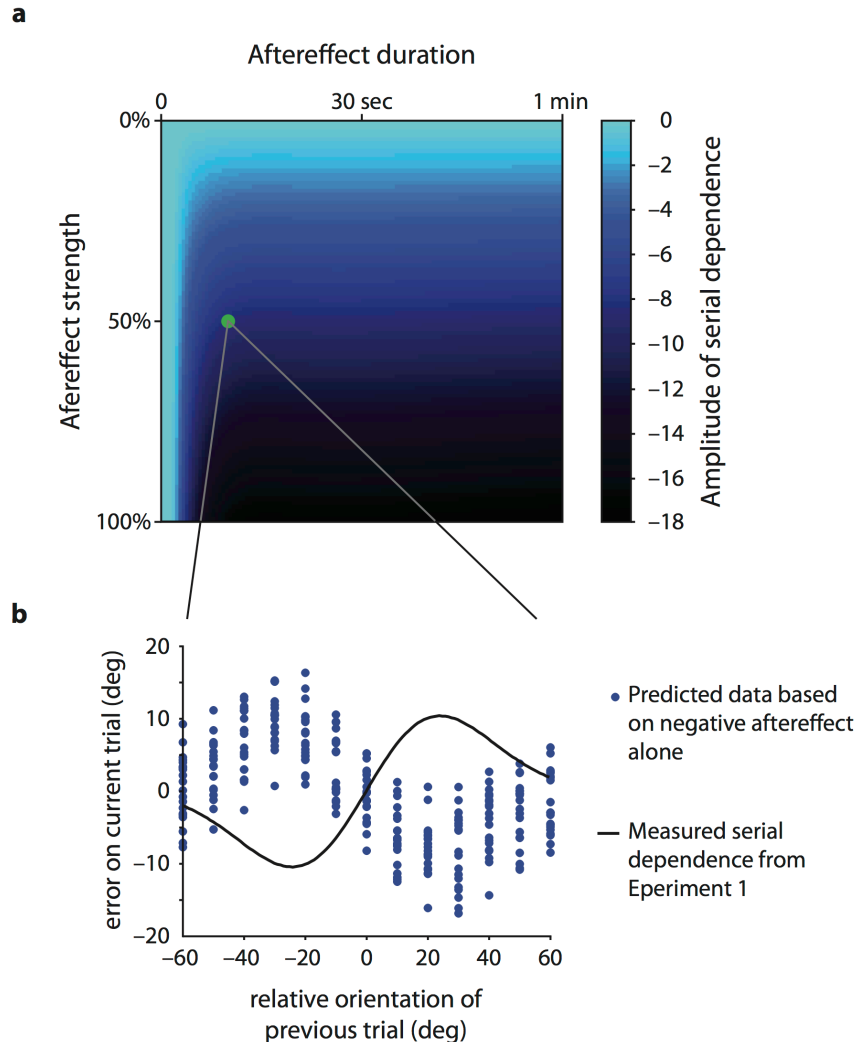 a
Aftereffect duration
0 30 sec 1 min
0%
50%
100%
Afereffect strength
0
−2
−4
−6
−8
−10
−12
−14
−16
−18
Amplitude of serial dependence
b
20
10
0
−10
−20
error on current trial (deg)
−60 −40 −20 0 20 40 60
relative orientation of
previous trial (deg)
Predicted data based
on negative aftereffect
alone
Measured serial
dependence from
Eperiment 1